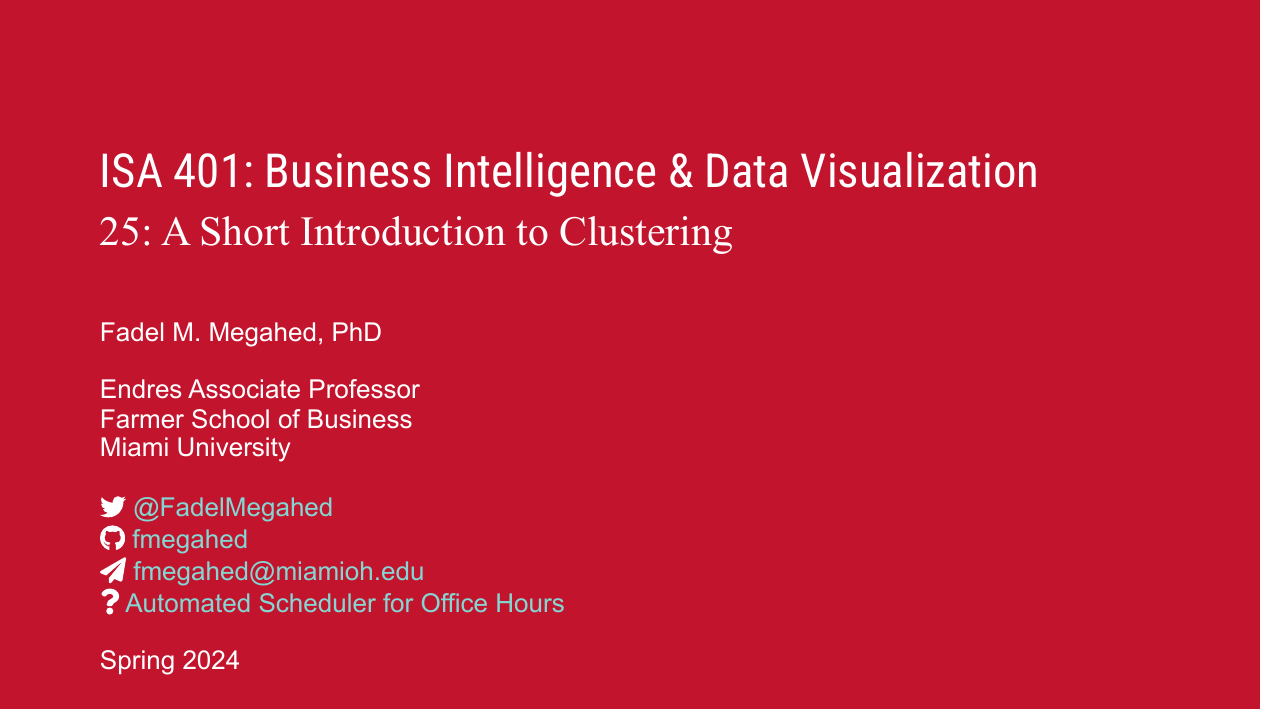 ISA 401: Business Intelligence & Data Visualization
25: A Short Introduction to Clustering
Fadel M. Megahed, PhD
Endres Associate Professor
Farmer School of Business
Miami University
@FadelMegahed
fmegahed
fmegahed@miamioh.edu
Automated Scheduler for Office Hours
Spring 2024